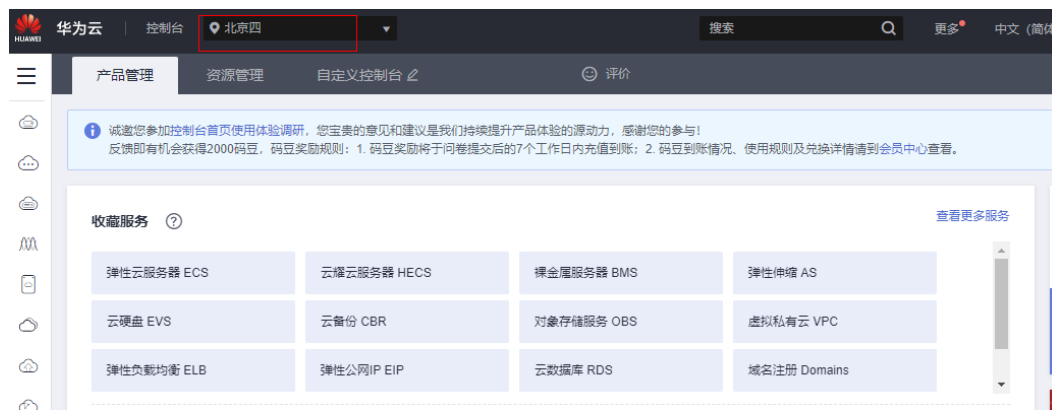 HUAWEI 华为云 控制台 北京四 搜索 更多 中文 (简体
产品管理 资源管理 自定义控制台 评价
诚邀您参加控制台首页使用体验调研，您宝贵的意见和建议是我们持续提升产品体验的源动力，感谢您的参与！
反馈即有机会获得2000码豆，码豆奖励规则：1. 码豆奖励将于问卷提交后的7个工作日内充值到账；2. 码豆到账情况、使用规则及兑换详情请到会员中心查看。
收藏服务 查看更多服务
弹性云服务器 ECS 云耀云服务器 HECS 裸金属服务器 BMS 弹性伸缩 AS
云硬盘 EVS 云备份 CBR 对象存储服务 OBS 虚拟私有云 VPC
弹性负载均衡 ELB 弹性公网IP EIP 云数据库 RDS 域名注册 Domains